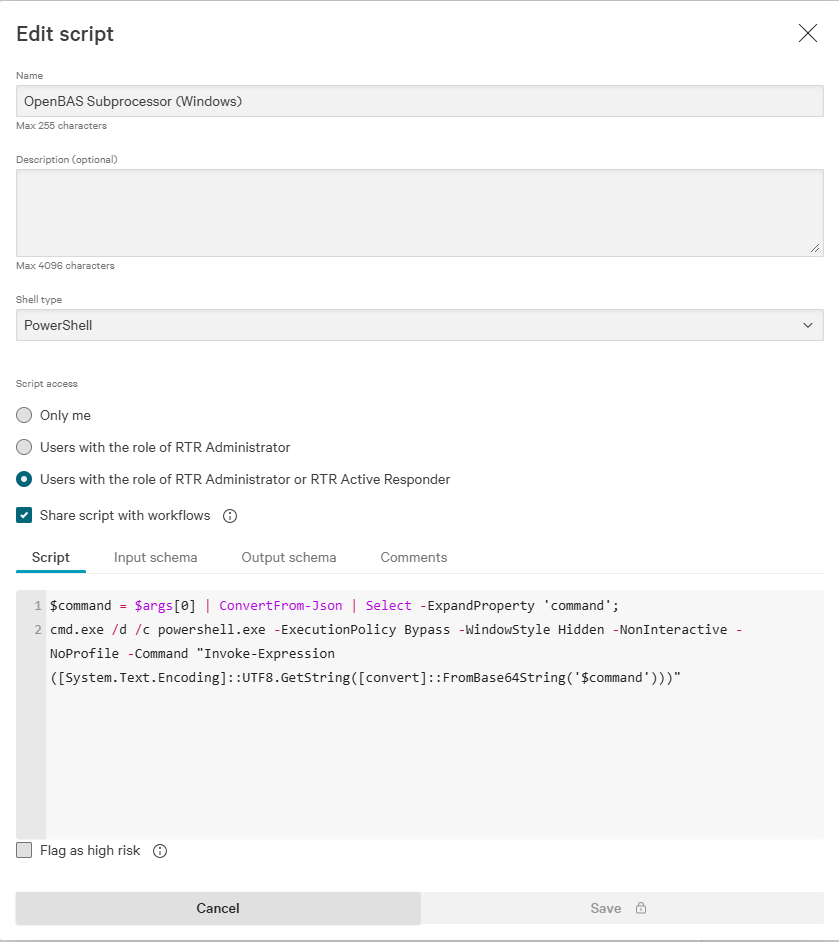 Edit script
Name
OpenBAS Subprocessor (Windows)
Max 255 characters
Description (optional)
Max 4096 characters
Shell type
PowerShell
Script access
Only me
Users with the role of RTR Administrator
Users with the role of RTR Administrator or RTR Active Responder
Share script with workflows
Script Input schema Output schema Comments
1 $command = $args[0] | ConvertFrom-Json | Select -ExpandProperty 'command';
2 cmd.exe /d /c powershell.exe -ExecutionPolicy Bypass -WindowStyle Hidden -NonInteractive -
NoProfile -Command "Invoke-Expression
([System.Text.Encoding]::UTF8.GetString([convert]::FromBase64String('$command')))"
Flag as high risk
Cancel Save